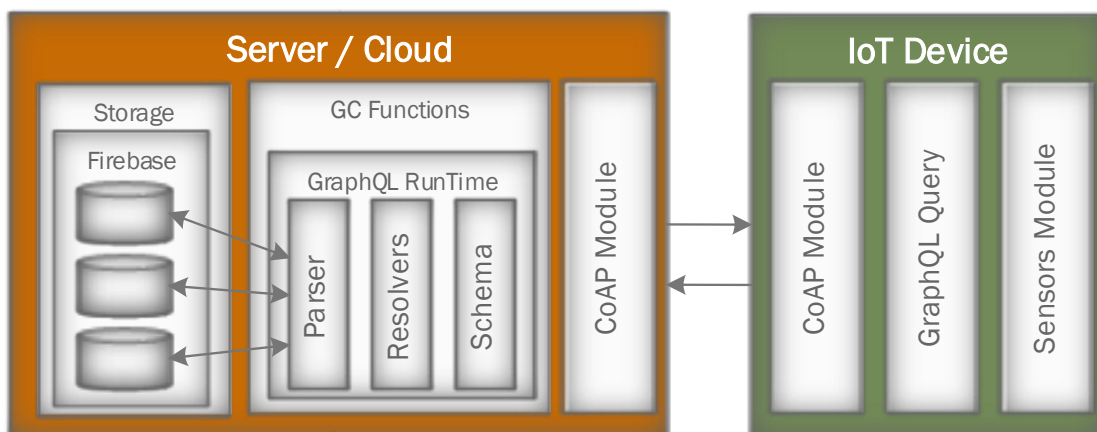 Server / Cloud
Storage
Firebase
GC Functions
GraphQL RunTime
Parser
Resolvers
Schema
CoAP Module
IoT Device
CoAP Module
GraphQL Query
Sensors Module